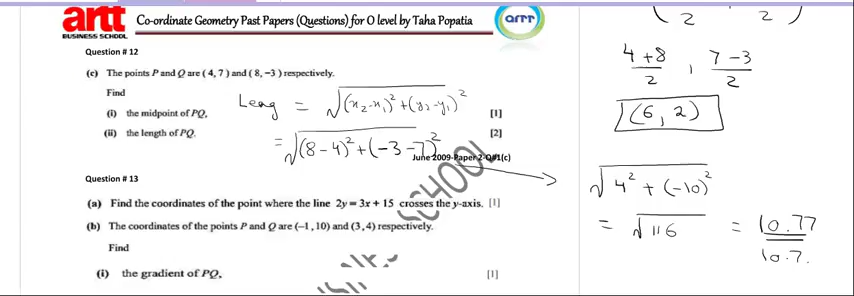 artt
BUSINESS SCHOOL
Co-ordinate Geometry Past Papers (Questions) for O level by Taha Popatia
artt
Question # 12
(c) The points P and Q are (4, 7) and (8, −3) respectively.
Find
(i) the midpoint of PQ, [1]
(ii) the length of PQ. [2]
Leng = √(x₂-x₁)² + (y₂-y₁)²
= √(8-4)² + (-3-7)²
June 2009-Paper 2-Q#1(c)
Question # 13
(a) Find the coordinates of the point where the line 2y = 3x + 15 crosses the y-axis. [1]
(b) The coordinates of the points P and Q are (−1, 10) and (3, 4) respectively.
Find
(i) the gradient of PQ, [1]
SCHOOL
( 2 , 2 )
4+8/2 , 7-3/2
(6, 2)
√4² + (-10)²
= √116 = 10.77
10.7.